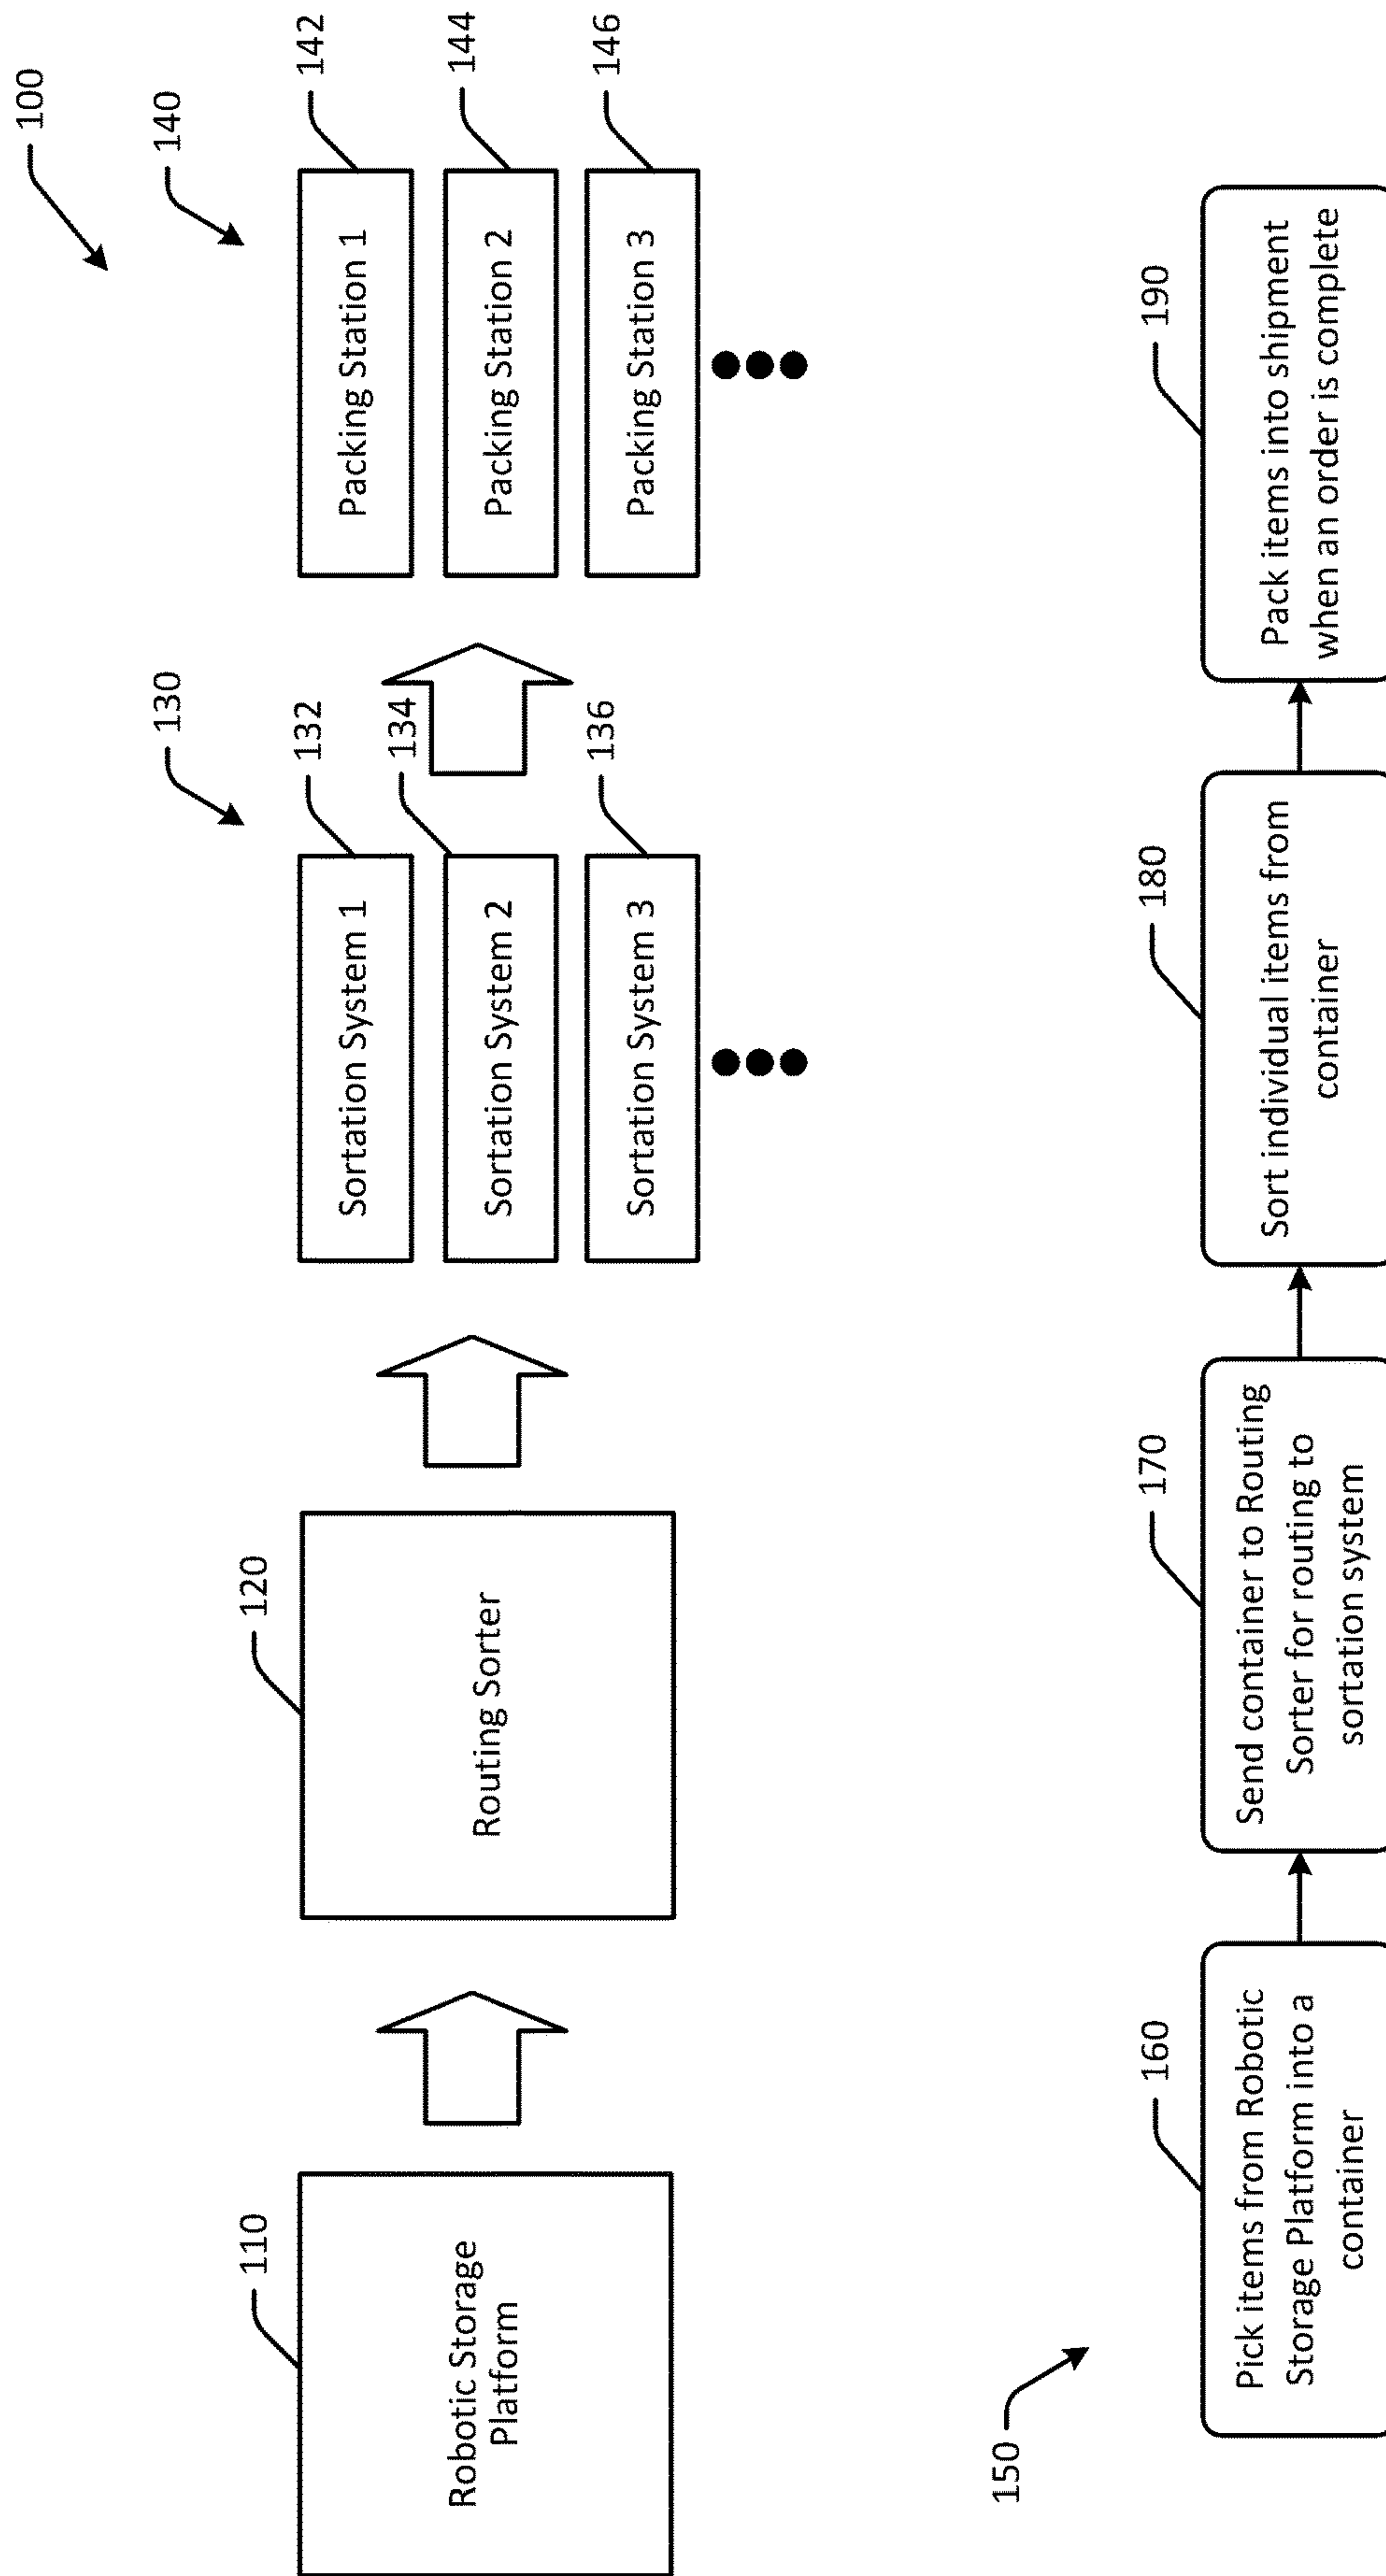 100
110
Robotic Storage
Platform
120
Routing Sorter
130
132
Sortation System 1
134
Sortation System 2
136
Sortation System 3
140
142
Packing Station 1
144
Packing Station 2
146
Packing Station 3
150
160
Pick items from Robotic
Storage Platform into a
container
170
Send container to Routing
Sorter for routing to
sortation system
180
Sort individual items from
container
190
Pack items into shipment
when an order is complete